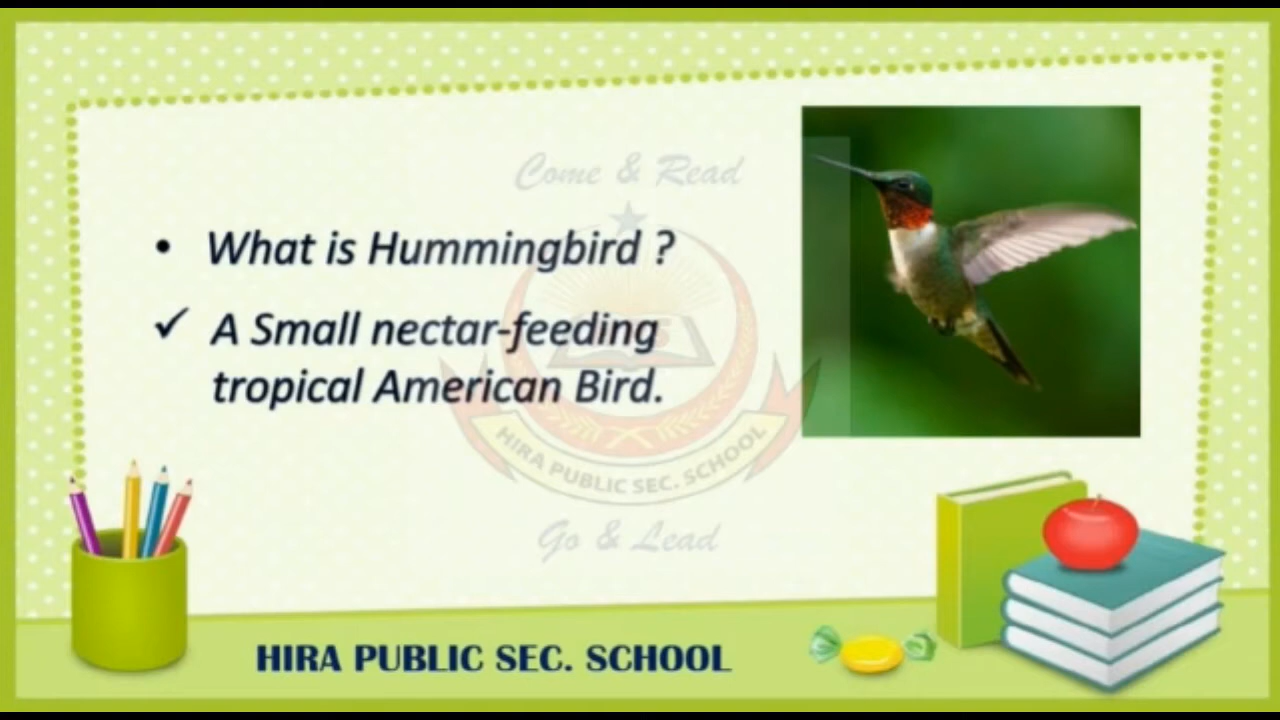 Come & Read
• What is Hummingbird ?
✓ A Small nectar-feeding
tropical American Bird.
HIRA PUBLIC SEC. SCHOOL
Go & Lead
HIRA PUBLIC SEC. SCHOOL